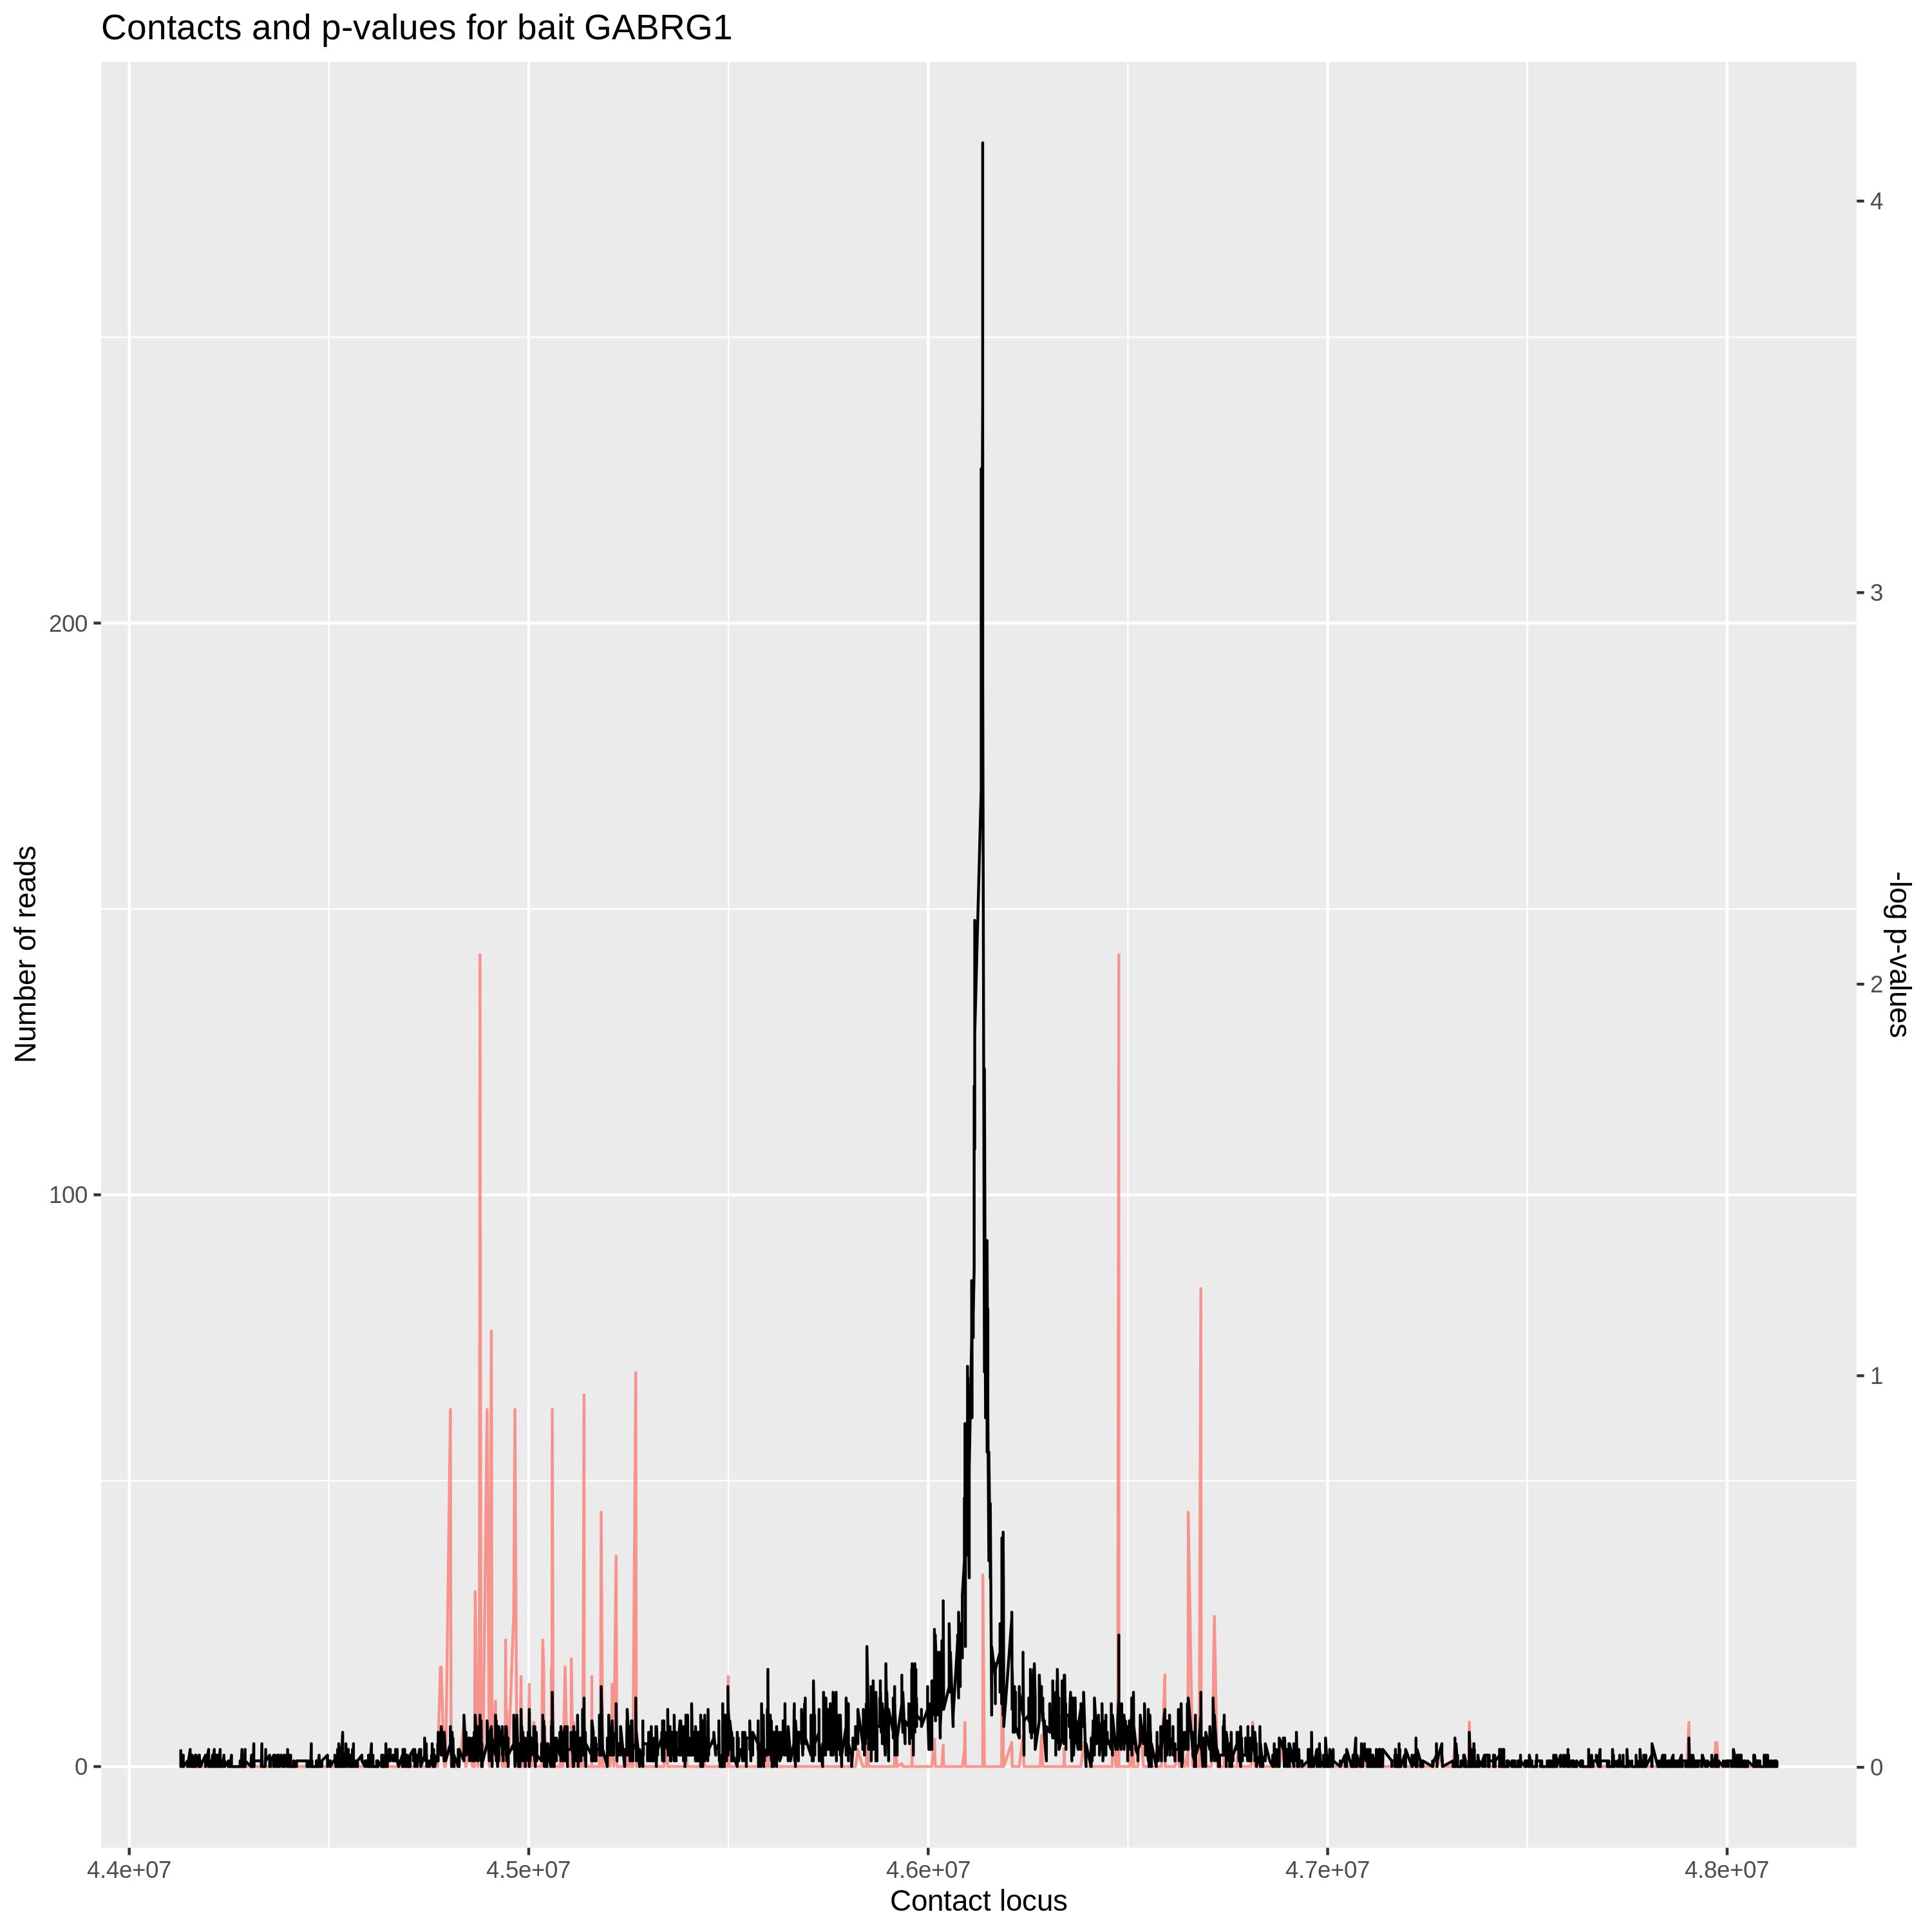 Contacts and p-values for bait GABRG1
Number of reads
200
100
0
4
3
2
1
0
-log p-values
4.4e+07 4.5e+07 4.6e+07 4.7e+07 4.8e+07
Contact locus